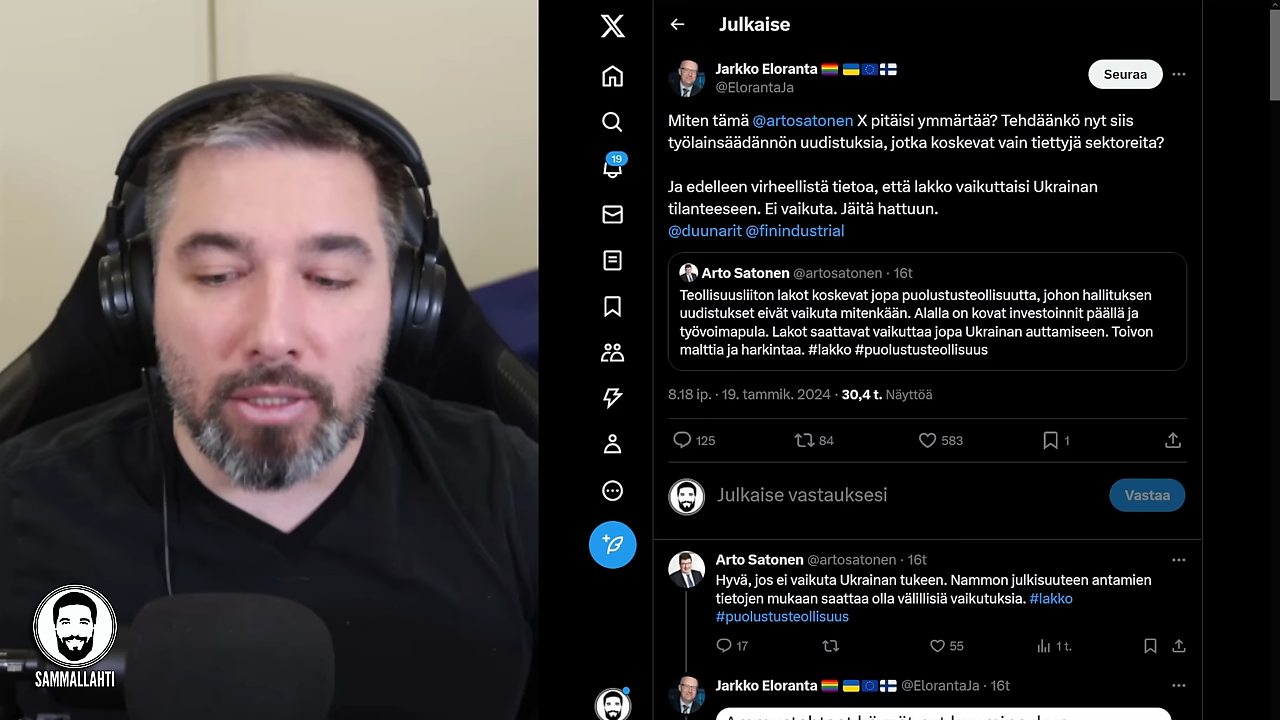 SAMMALLAHTI
X
19
Julkaise
Jarkko Eloranta
@ElorantaJa
Seuraa
Miten tämä @artosatonen X pitäisi ymmärtää? Tehdäänkö nyt siis
työlainsäädännön uudistuksia, jotka koskevat vain tiettyjä sektoreita?
Ja edelleen virheellistä tietoa, että lakko vaikuttaisi Ukrainan
tilanteeseen. Ei vaikuta. Jäitä hattuun.
@duunarit @finindustrial
Arto Satonen @artosatonen · 16t
Teollisuusliiton lakot koskevat jopa puolustusteollisuutta, johon hallituksen
uudistukset eivät vaikuta mitenkään. Alalla on kovat investoinnit päällä ja
työvoimapula. Lakot saattavat vaikuttaa jopa Ukrainan auttamiseen. Toivon
malttia ja harkintaa. #lakko #puolustusteollisuus
8.18 ip. · 19. tammik. 2024 · 30,4 t. Näyttöä
125 84 583 1
Julkaise vastauksesi
Vastaa
Arto Satonen @artosatonen · 16t
Hyvä, jos ei vaikuta Ukrainan tukeen. Nammon julkisuuteen antamien
tietojen mukaan saattaa olla välillisiä vaikutuksia. #lakko
#puolustusteollisuus
17 55 1 t.
Jarkko Eloranta @ElorantaJa · 16t